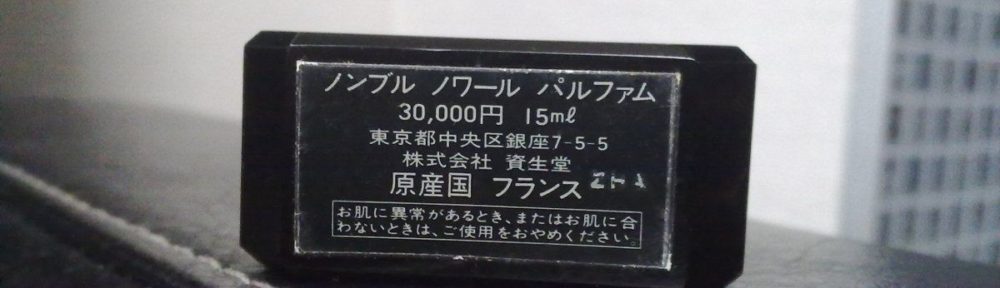 ノンブル ノワール パルファム
30,000円 15ml
東京都中央区銀座7-5-5
株式会社 資生堂
原産国 フランス
お肌に異常があるとき、またはお肌に合
わないときは、ご使用をおやめください。